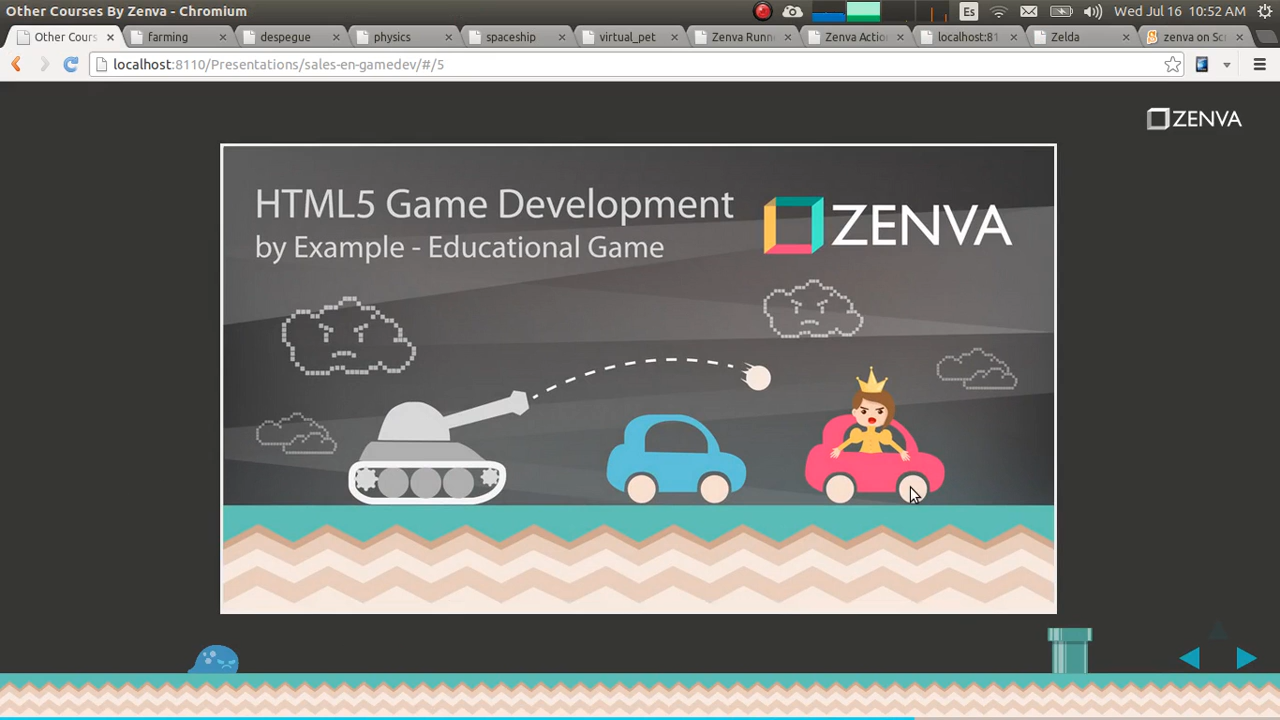 Other Courses By Zenva - Chromium
Es
Wed Jul 16 10:52 AM
Other Cours
farming
despegue
physics
spaceship
virtual_pet
Zenva Runn
Zenva Actio
localhost:81
Zelda
zenva on Sc
localhost:8110/Presentations/sales-en-gamedev/#/5
ZENVA
HTML5 Game Development
by Example - Educational Game
ZENVA